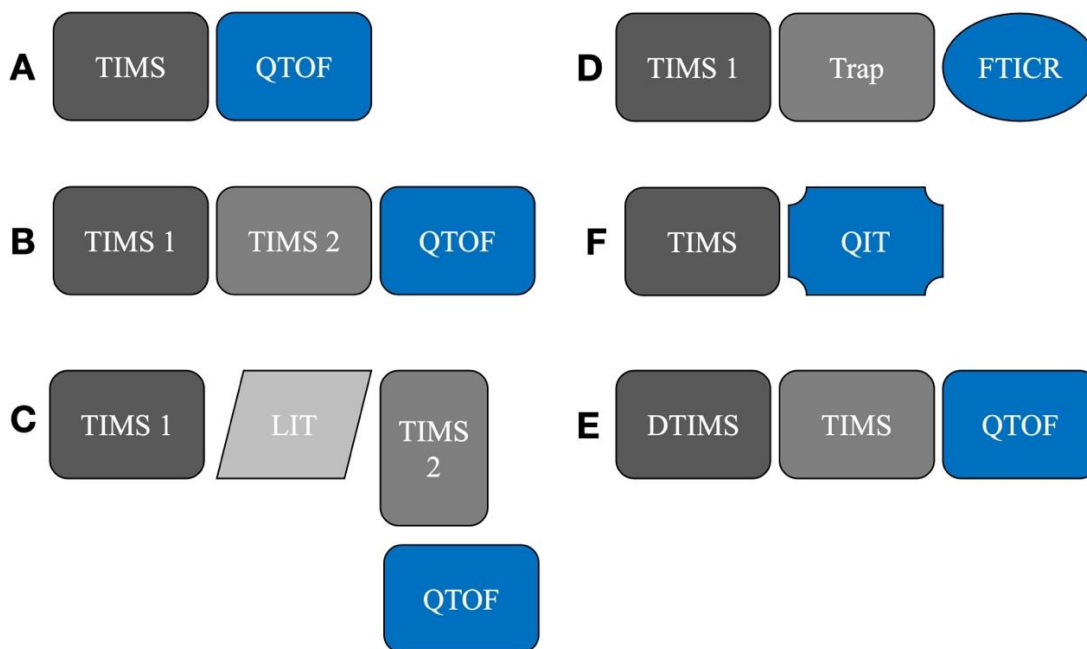 A TIMS QTOF
D TIMS 1 Trap FTICR
B TIMS 1 TIMS 2 QTOF
F TIMS QIT
C TIMS 1 LIT TIMS
2
QTOF
E DTIMS TIMS QTOF